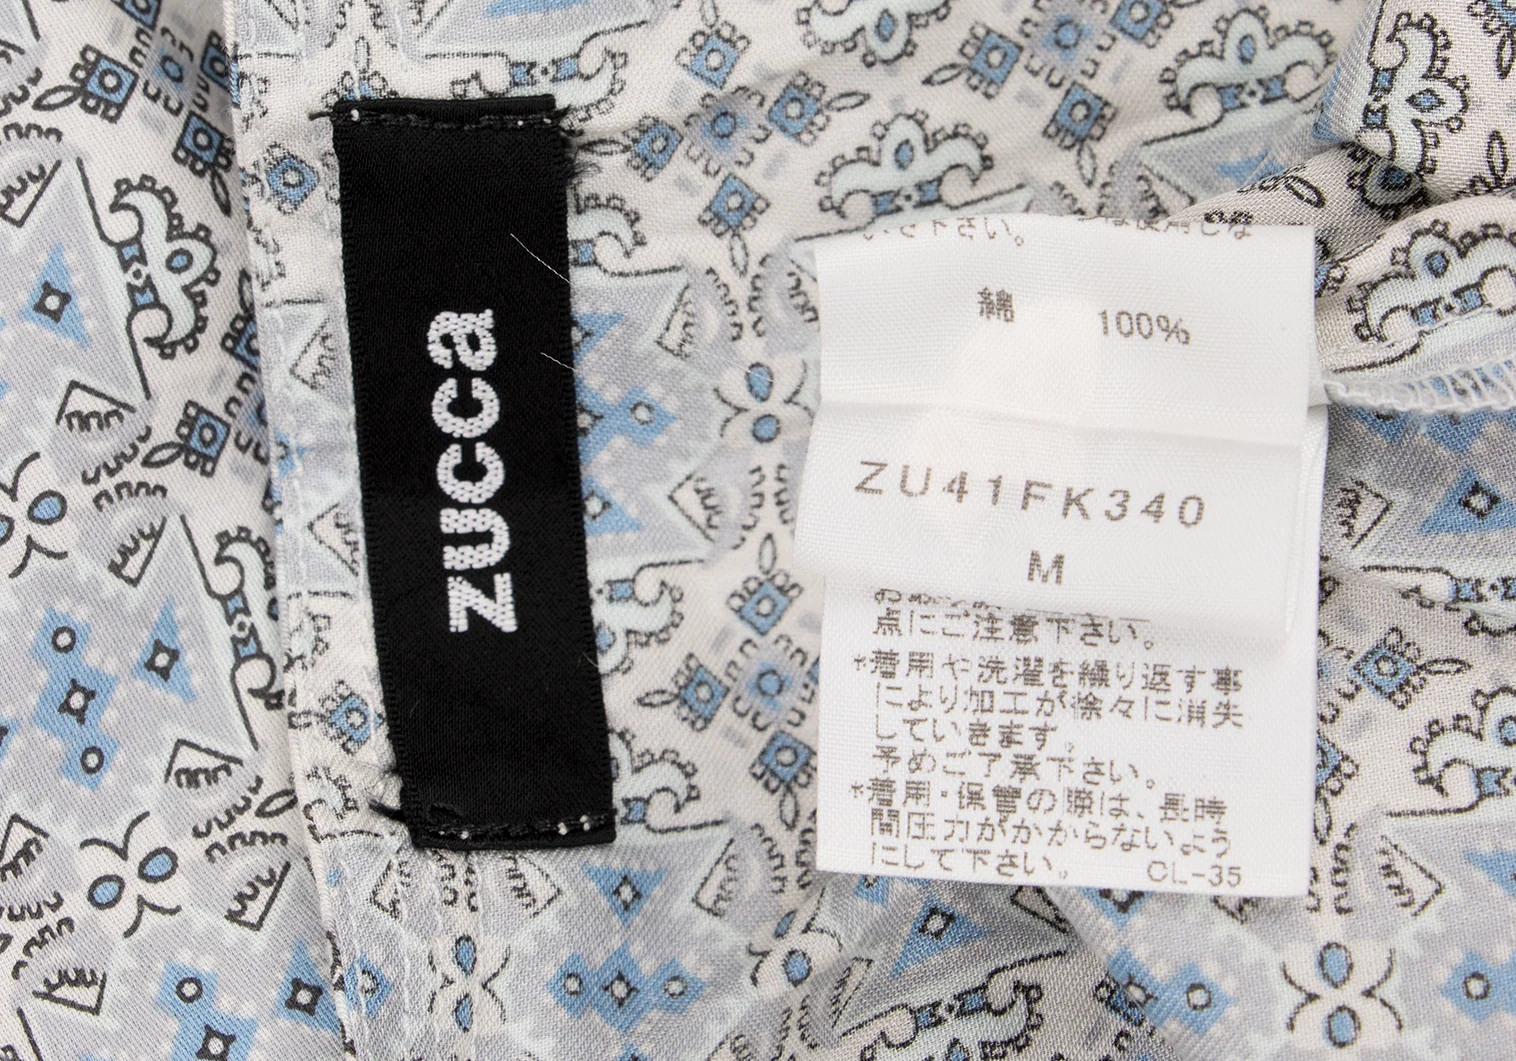 zucca
綿 100%
ZU41FK340
M
点にご注意下さい。
*着用や洗濯を繰り返す事
により加工が徐々に消失
していきます。
予めご了承下さい。
*着用・保管の際は、長時
間圧力がかからないよう
にして下さい。 CL-35